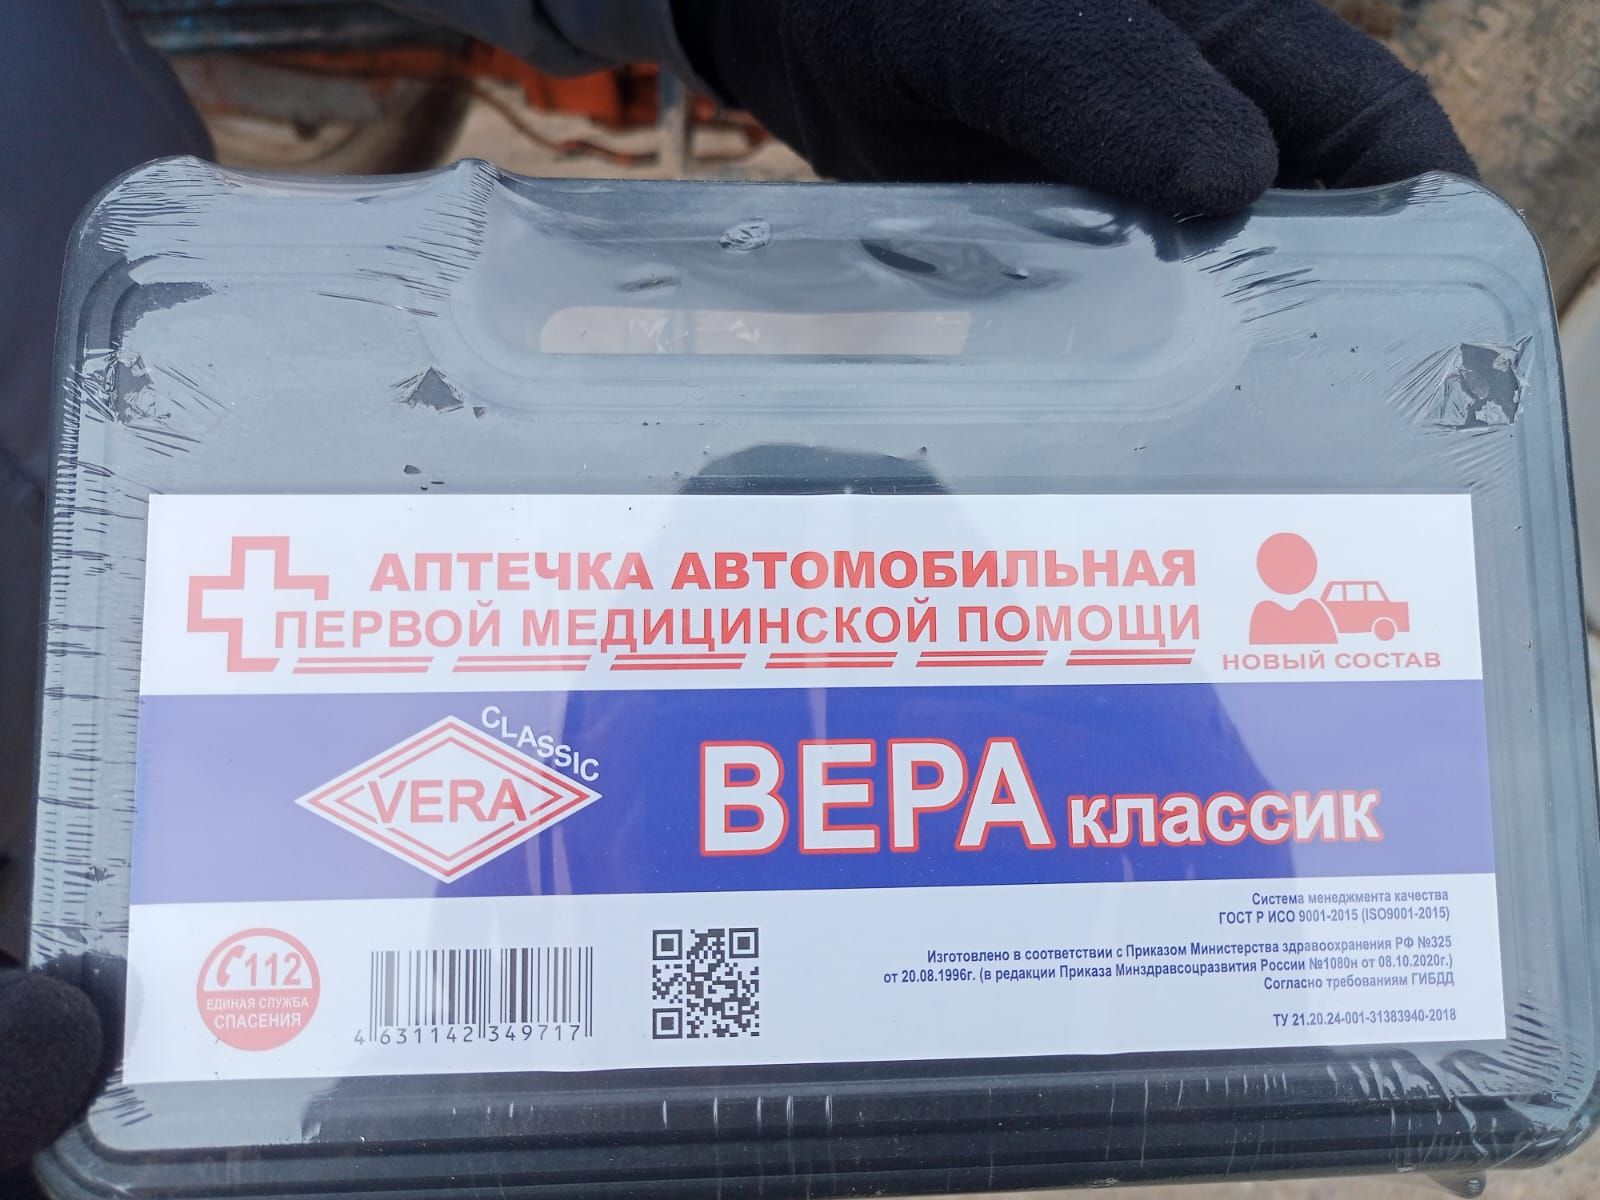 АПТЕЧКА АВТОМОБИЛЬНАЯ
ПЕРВОЙ МЕДИЦИНСКОЙ ПОМОЩИ
НОВЫЙ СОСТАВ
CLASSIC
VERA
ВЕРА классик
Система менеджмента качества
ГОСТ Р ИСО 9001-2015 (ISO9001-2015)
Изготовлено в соответствии с Приказом Министерства здравоохранения РФ №325
от 20.08.1996г. (в редакции Приказа Минздравсоцразвития России №1080н от 08.10.2020г.)
Согласно требованиям ГИБДД
ТУ 21.20.24-001-31383940-2018
112
ЕДИНАЯ СЛУЖБА
СПАСЕНИЯ
4 631142 349717